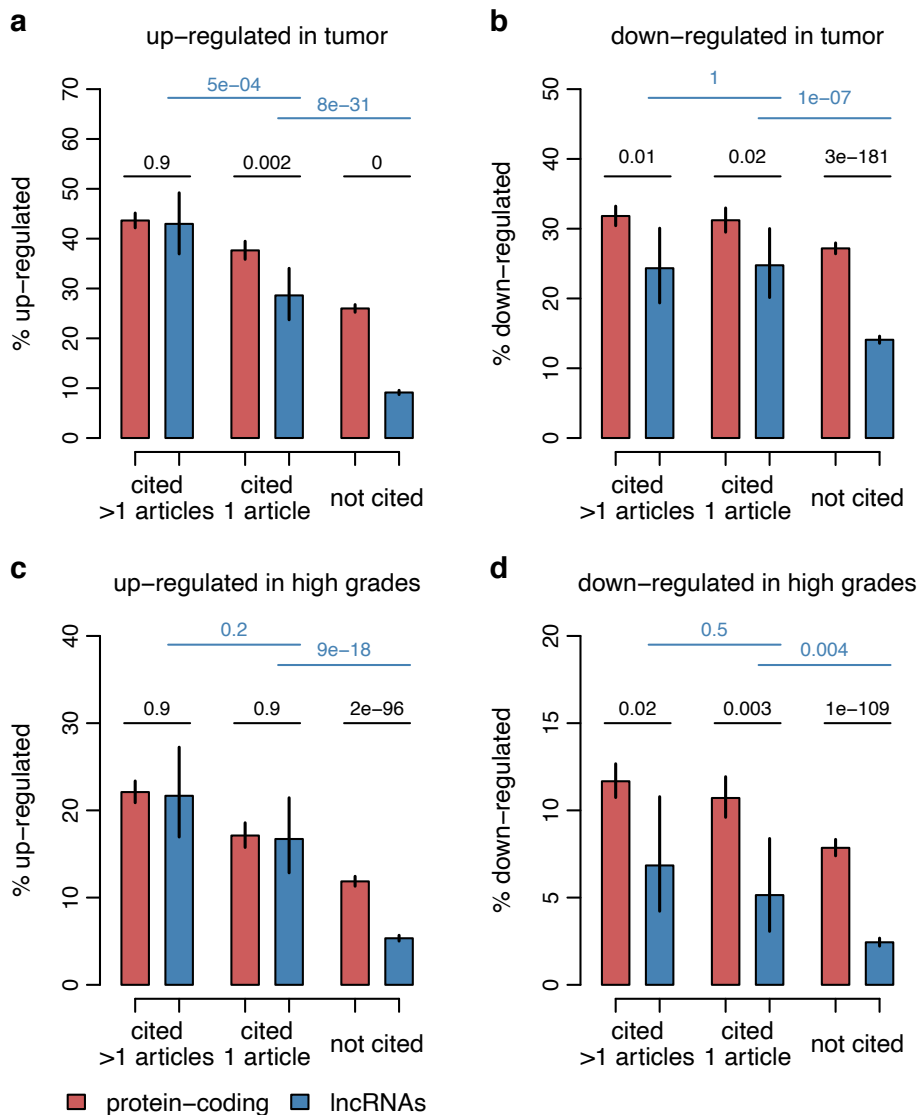 a
up−regulated in tumor
% up−regulated
70
60
50
40
30
20
10
0
5e−04
8e−31
0.9
0.002
0
cited
>1 articles
cited
1 article
not cited
b
down−regulated in tumor
% down−regulated
50
40
30
20
10
0
1
1e−07
0.01
0.02
3e−181
cited
>1 articles
cited
1 article
not cited
c
up−regulated in high grades
% up−regulated
40
30
20
10
0
0.2
9e−18
0.9
0.9
2e−96
cited
>1 articles
cited
1 article
not cited
d
down−regulated in high grades
% down−regulated
20
15
10
5
0
0.5
0.004
0.02
0.003
1e−109
cited
>1 articles
cited
1 article
not cited
protein−coding
lncRNAs